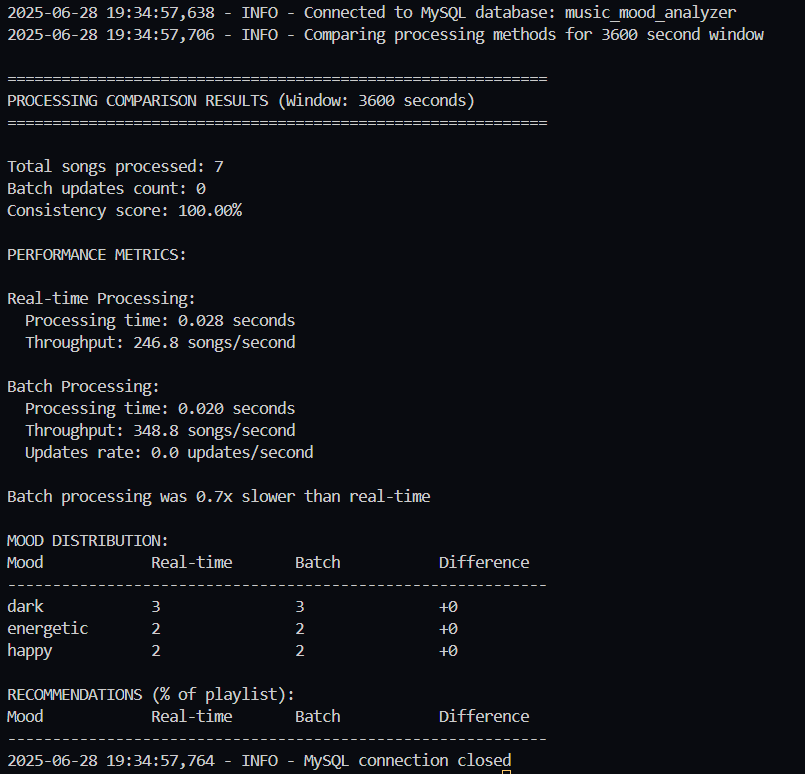 2025-06-28 19:34:57,638 - INFO - Connected to MySQL database: music_mood_analyzer
2025-06-28 19:34:57,706 - INFO - Comparing processing methods for 3600 second window
============================================================
PROCESSING COMPARISON RESULTS (Window: 3600 seconds)
============================================================
Total songs processed: 7
Batch updates count: 0
Consistency score: 100.00%
PERFORMANCE METRICS:
Real-time Processing:
  Processing time: 0.028 seconds
  Throughput: 246.8 songs/second
Batch Processing:
  Processing time: 0.020 seconds
  Throughput: 348.8 songs/second
  Updates rate: 0.0 updates/second
Batch processing was 0.7x slower than real-time
MOOD DISTRIBUTION:
Mood            Real-time       Batch           Difference
------------------------------------------------------------
dark            3               3               +0
energetic       2               2               +0
happy           2               2               +0
RECOMMENDATIONS (% of playlist):
Mood            Real-time       Batch           Difference
------------------------------------------------------------
2025-06-28 19:34:57,764 - INFO - MySQL connection closed